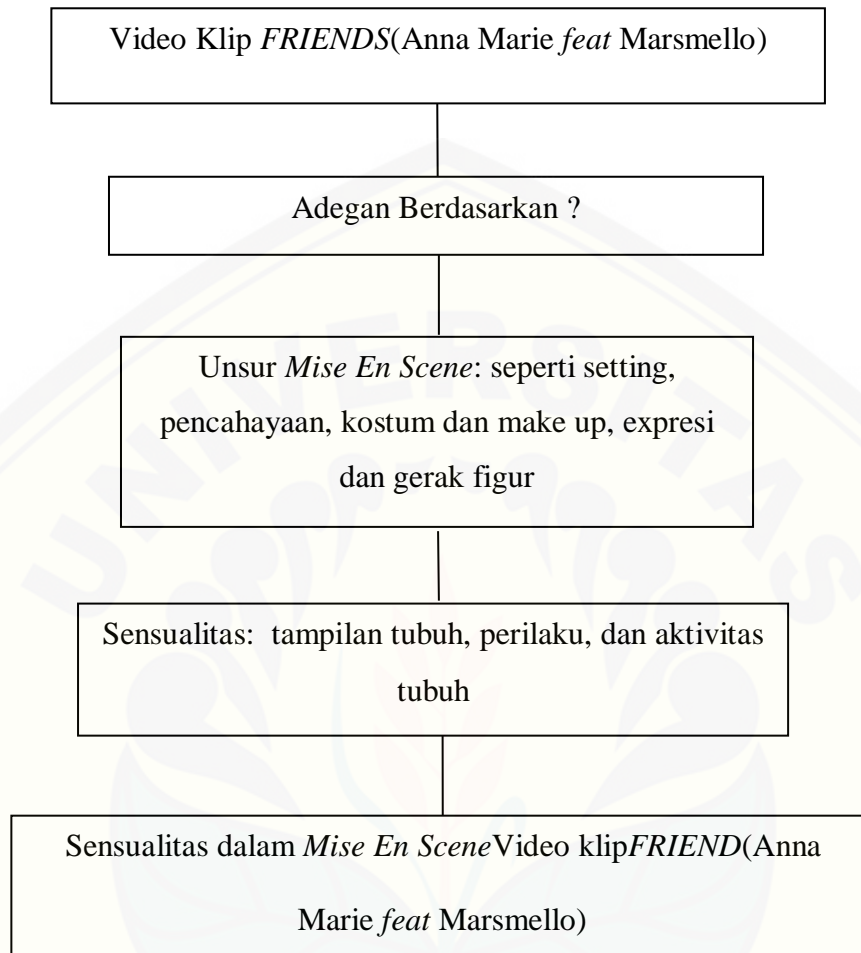 Video Klip FRIENDS(Anna Marie feat Marsmello)
Adegan Berdasarkan ?
Unsur Mise En Scene: seperti setting,
pencahayaan, kostum dan make up, expresi
dan gerak figur
Sensualitas: tampilan tubuh, perilaku, dan aktivitas
tubuh
Sensualitas dalam Mise En SceneVideo klipFRIEND(Anna
Marie feat Marsmello)
UNIVERSITAS